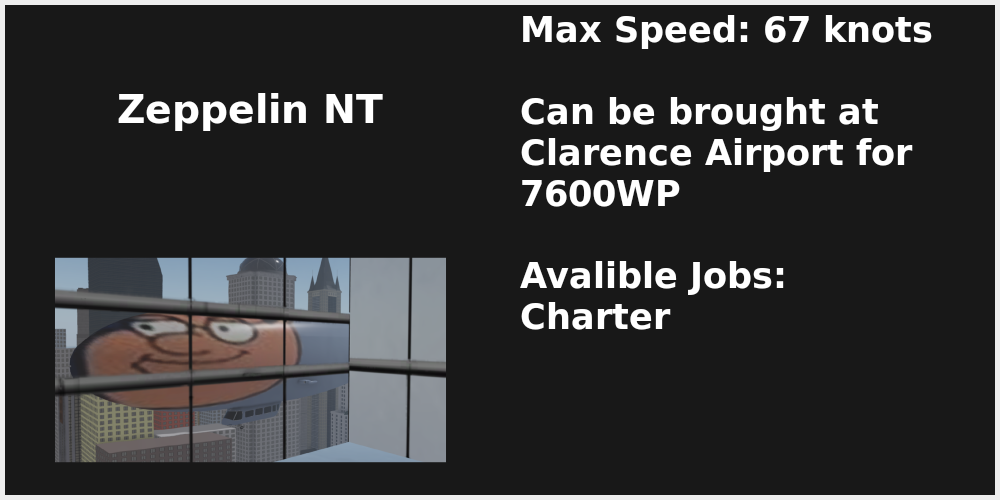 Zeppelin NT
Max Speed: 67 knots
Can be brought at
Clarence Airport for
7600WP
Avalible Jobs:
Charter